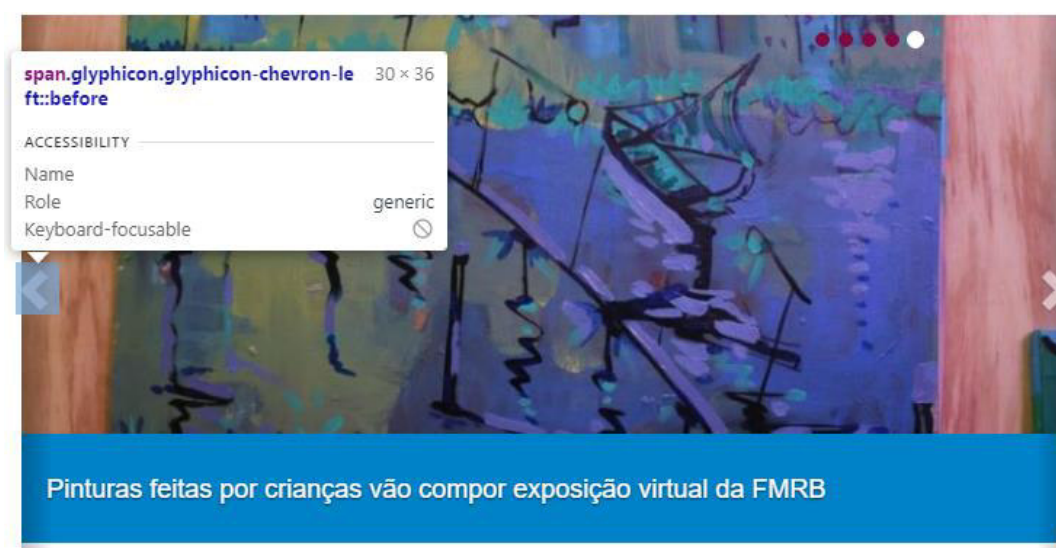 span.glyphicon.glyphicon-chevron-le 30 × 36
ft::before
ACCESSIBILITY
Name
Role generic
Keyboard-focusable
Pinturas feitas por crianças vão compor exposição virtual da FMRB